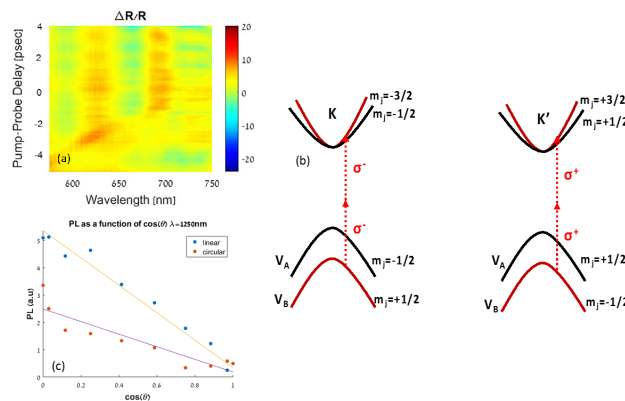 ΔR/R
Pump-Probe Delay [psec]
4
2
0
-2
-4
(a)
600
650
700
750
Wavelength [nm]
20
10
0
-10
-20
(b)
K
m_j=-3/2
m_j=-1/2
σ⁻
σ⁻
V_A
m_j=-1/2
V_B
m_j=+1/2
K'
m_j=+3/2
m_j=+1/2
σ⁺
σ⁺
V_A
m_j=+1/2
V_B
m_j=-1/2
PL as a function of cos(θ) λ=1250nm
linear
circular
PL (a.u)
5
4
3
2
1
0
(c)
0
0.2
0.4
0.6
0.8
1
cos(θ)